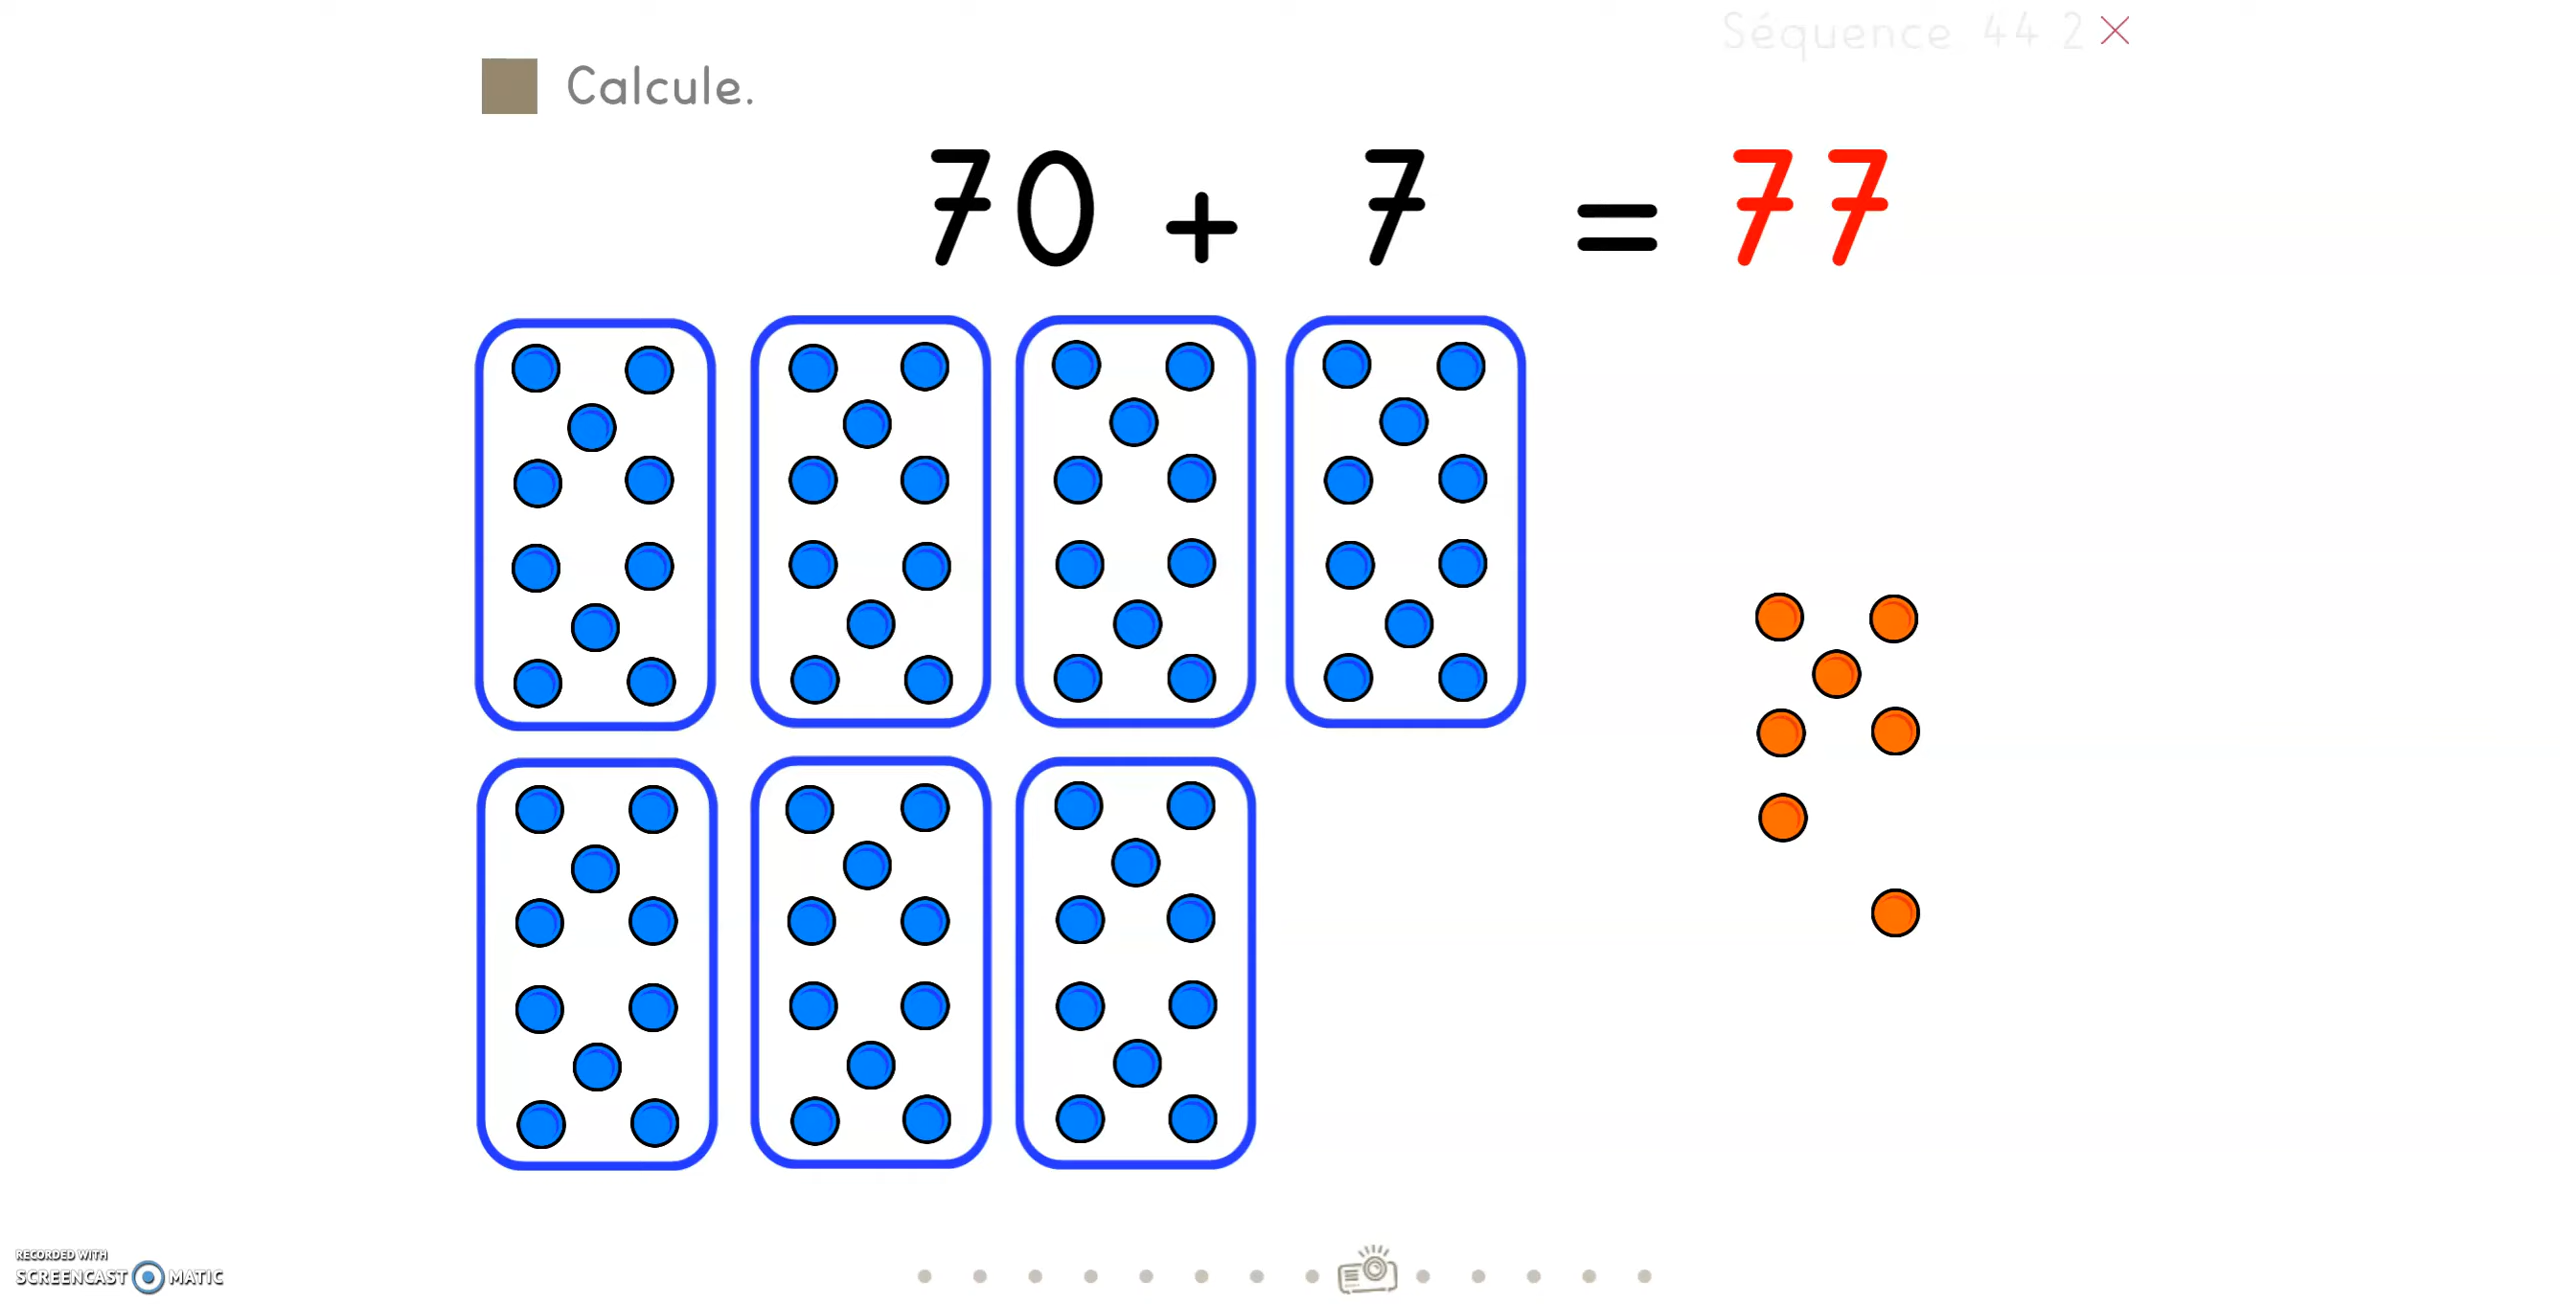 Séquence 44 2
Calcule.
70 + 7 = 77
RECORDED WITH
SCREENCAST MATIC